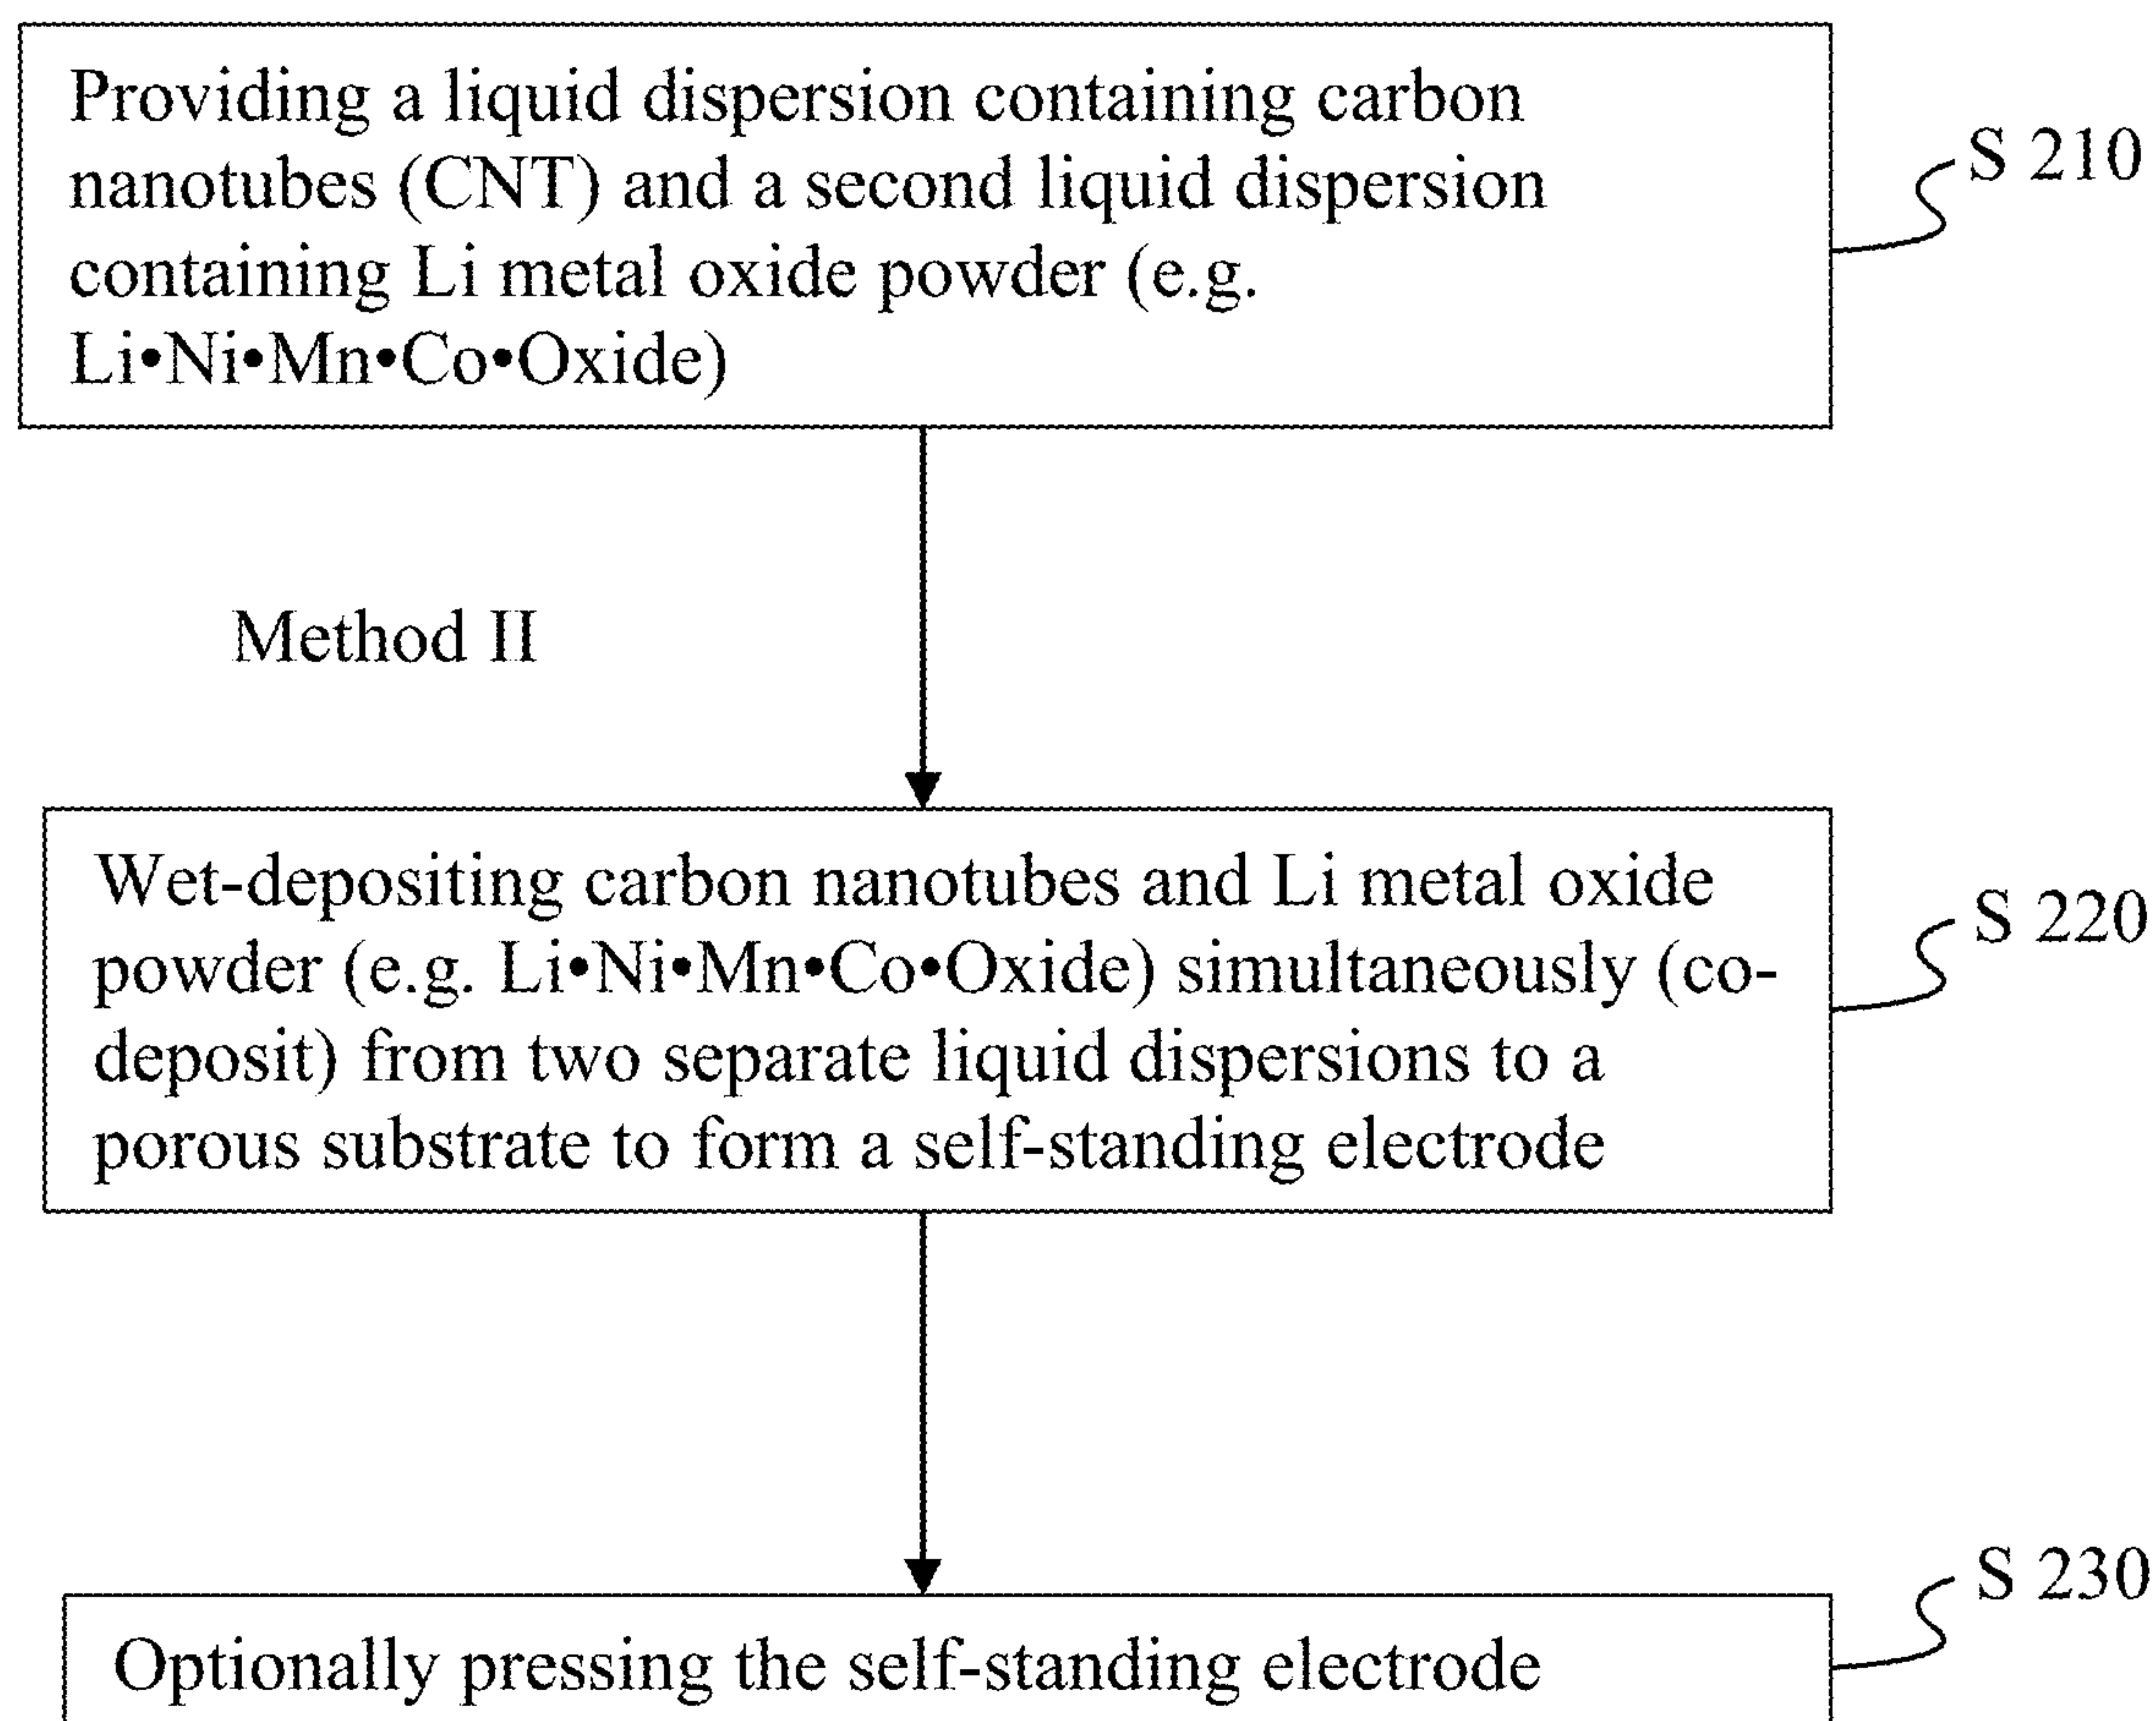 Providing a liquid dispersion containing carbon
nanotubes (CNT) and a second liquid dispersion
containing Li metal oxide powder (e.g.
Li•Ni•Mn•Co•Oxide)
S 210
Method II
Wet-depositing carbon nanotubes and Li metal oxide
powder (e.g. Li•Ni•Mn•Co•Oxide) simultaneously (co-
deposit) from two separate liquid dispersions to a
porous substrate to form a self-standing electrode
S 220
Optionally pressing the self-standing electrode
S 230